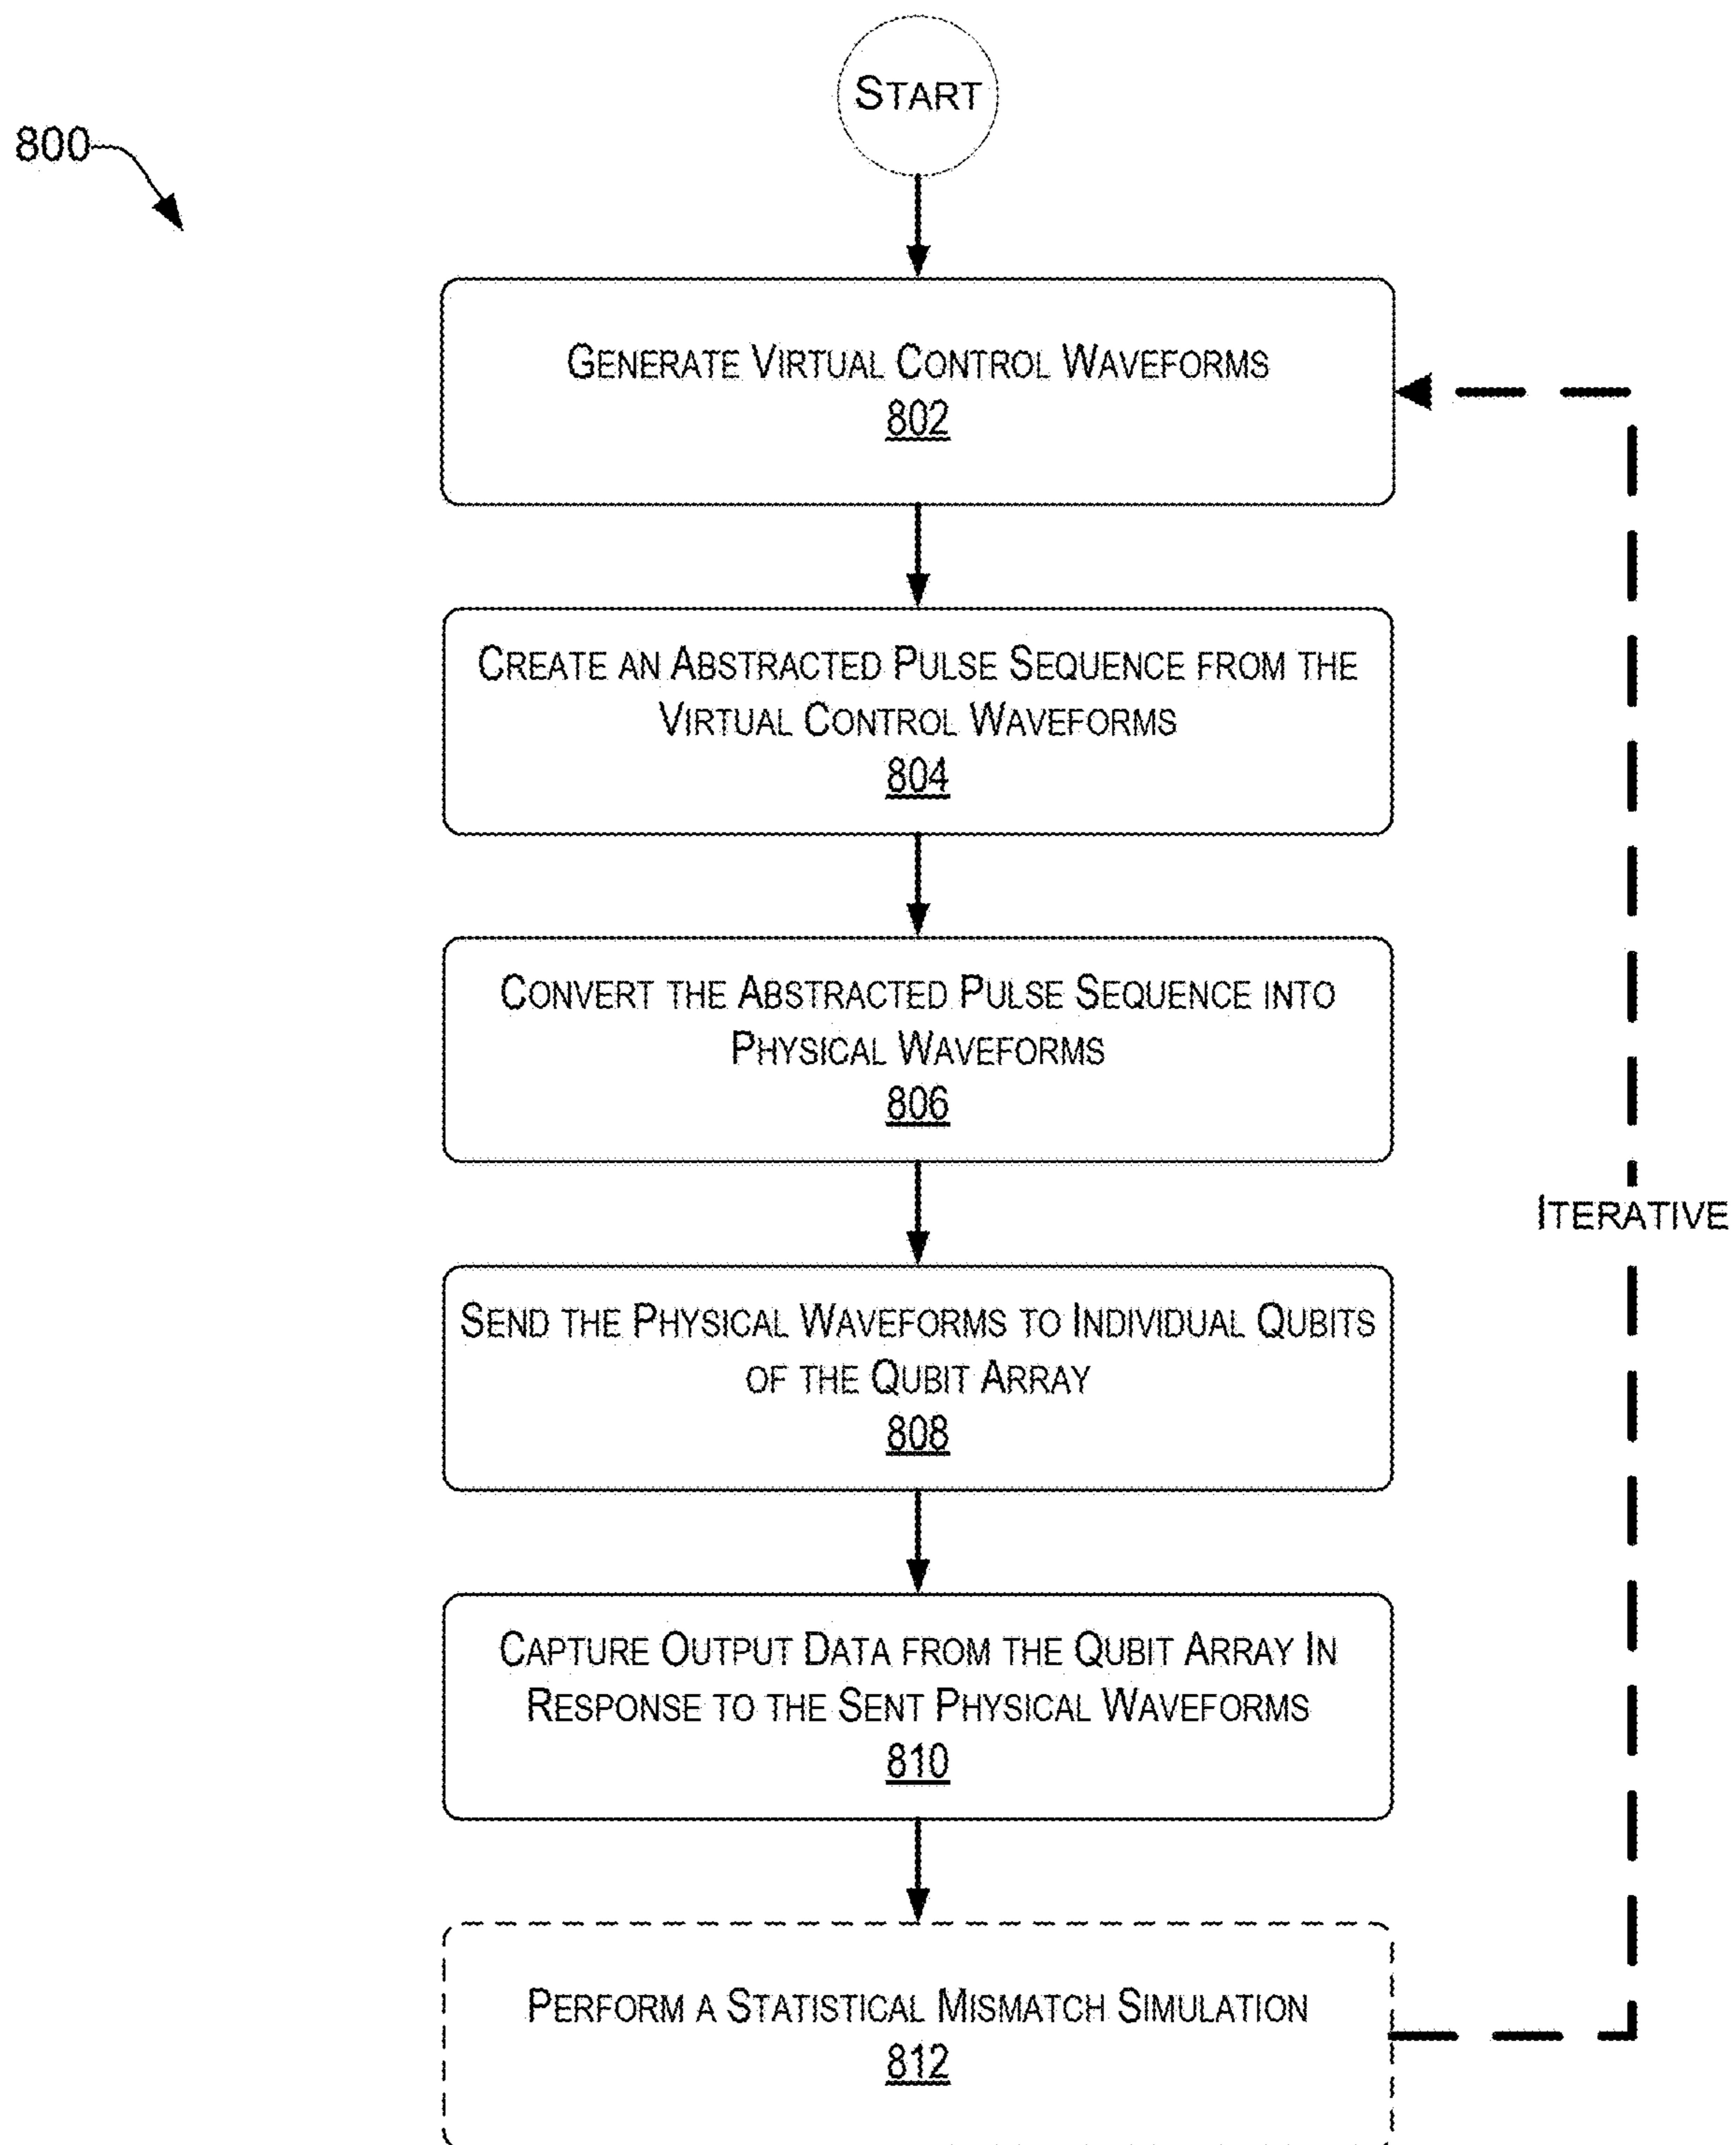 START
800
GENERATE VIRTUAL CONTROL WAVEFORMS
802
CREATE AN ABSTRACTED PULSE SEQUENCE FROM THE
VIRTUAL CONTROL WAVEFORMS
804
CONVERT THE ABSTRACTED PULSE SEQUENCE INTO
PHYSICAL WAVEFORMS
806
ITERATIVE
SEND THE PHYSICAL WAVEFORMS TO INDIVIDUAL QUBITS
OF THE QUBIT ARRAY
808
CAPTURE OUTPUT DATA FROM THE QUBIT ARRAY IN
RESPONSE TO THE SENT PHYSICAL WAVEFORMS
810
PERFORM A STATISTICAL MISMATCH SIMULATION
812